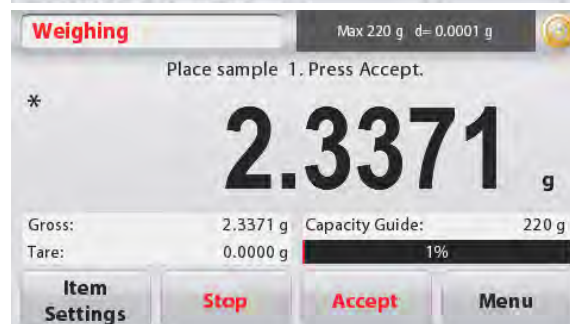 Weighing Max 220 g d= 0.0001 g
Place sample 1. Press Accept.
*
2.3371 g
Gross: 2.3371 g Capacity Guide: 220 g
Tare: 0.0000 g 1%
Item Settings Stop Accept Menu